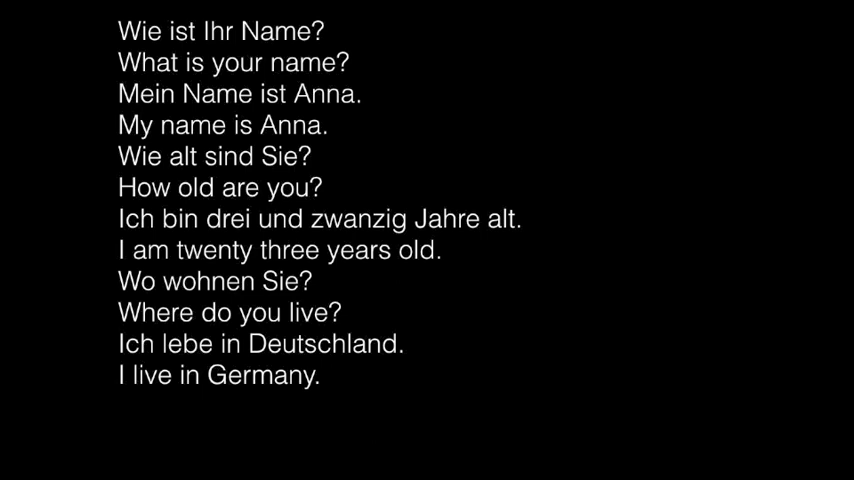 Wie ist Ihr Name?
What is your name?
Mein Name ist Anna.
My name is Anna.
Wie alt sind Sie?
How old are you?
Ich bin drei und zwanzig Jahre alt.
I am twenty three years old.
Wo wohnen Sie?
Where do you live?
Ich lebe in Deutschland.
I live in Germany.